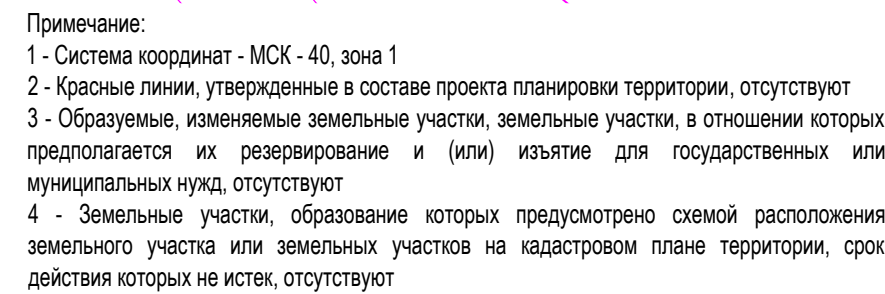 Примечание:
1 - Система координат - МСК - 40, зона 1
2 - Красные линии, утвержденные в составе проекта планировки территории, отсутствуют
3 - Образуемые, изменяемые земельные участки, земельные участки, в отношении которых
предполагается их резервирование и (или) изъятие для государственных или
муниципальных нужд, отсутствуют
4 - Земельные участки, образование которых предусмотрено схемой расположения
земельного участка или земельных участков на кадастровом плане территории, срок
действия которых не истек, отсутствуют